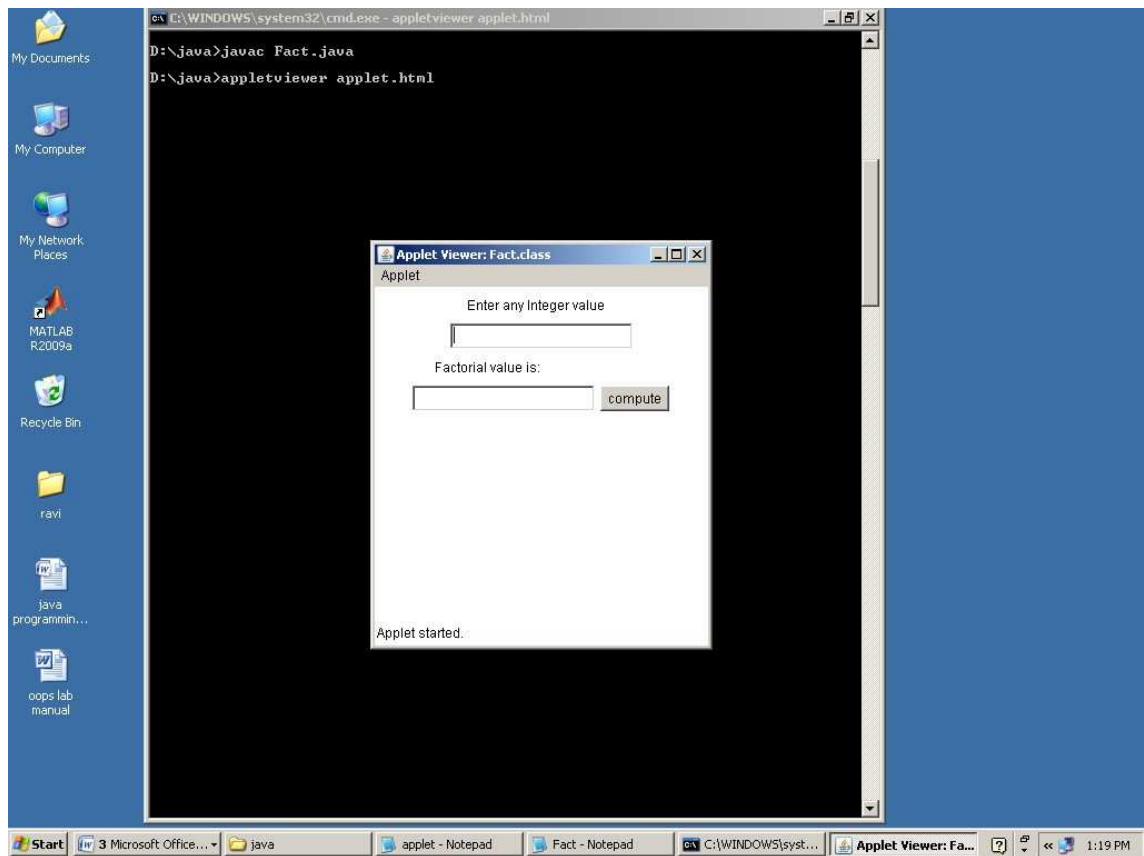 C:\WINDOWS\system32\cmd.exe - appletviewer applet.html
D:\java>javac Fact.java
D:\java>appletviewer applet.html
My Documents
My Computer
My Network
Places
MATLAB
R2009a
Recycle Bin
ravi
java
programmin...
oops lab
manual
Applet Viewer: Fact.class
Applet
Enter any Integer value
Factorial value is:
compute
Applet started.
Start
3 Microsoft Office...
java
applet - Notepad
Fact - Notepad
C:\WINDOWS\syst...
Applet Viewer: Fa...
1:19 PM